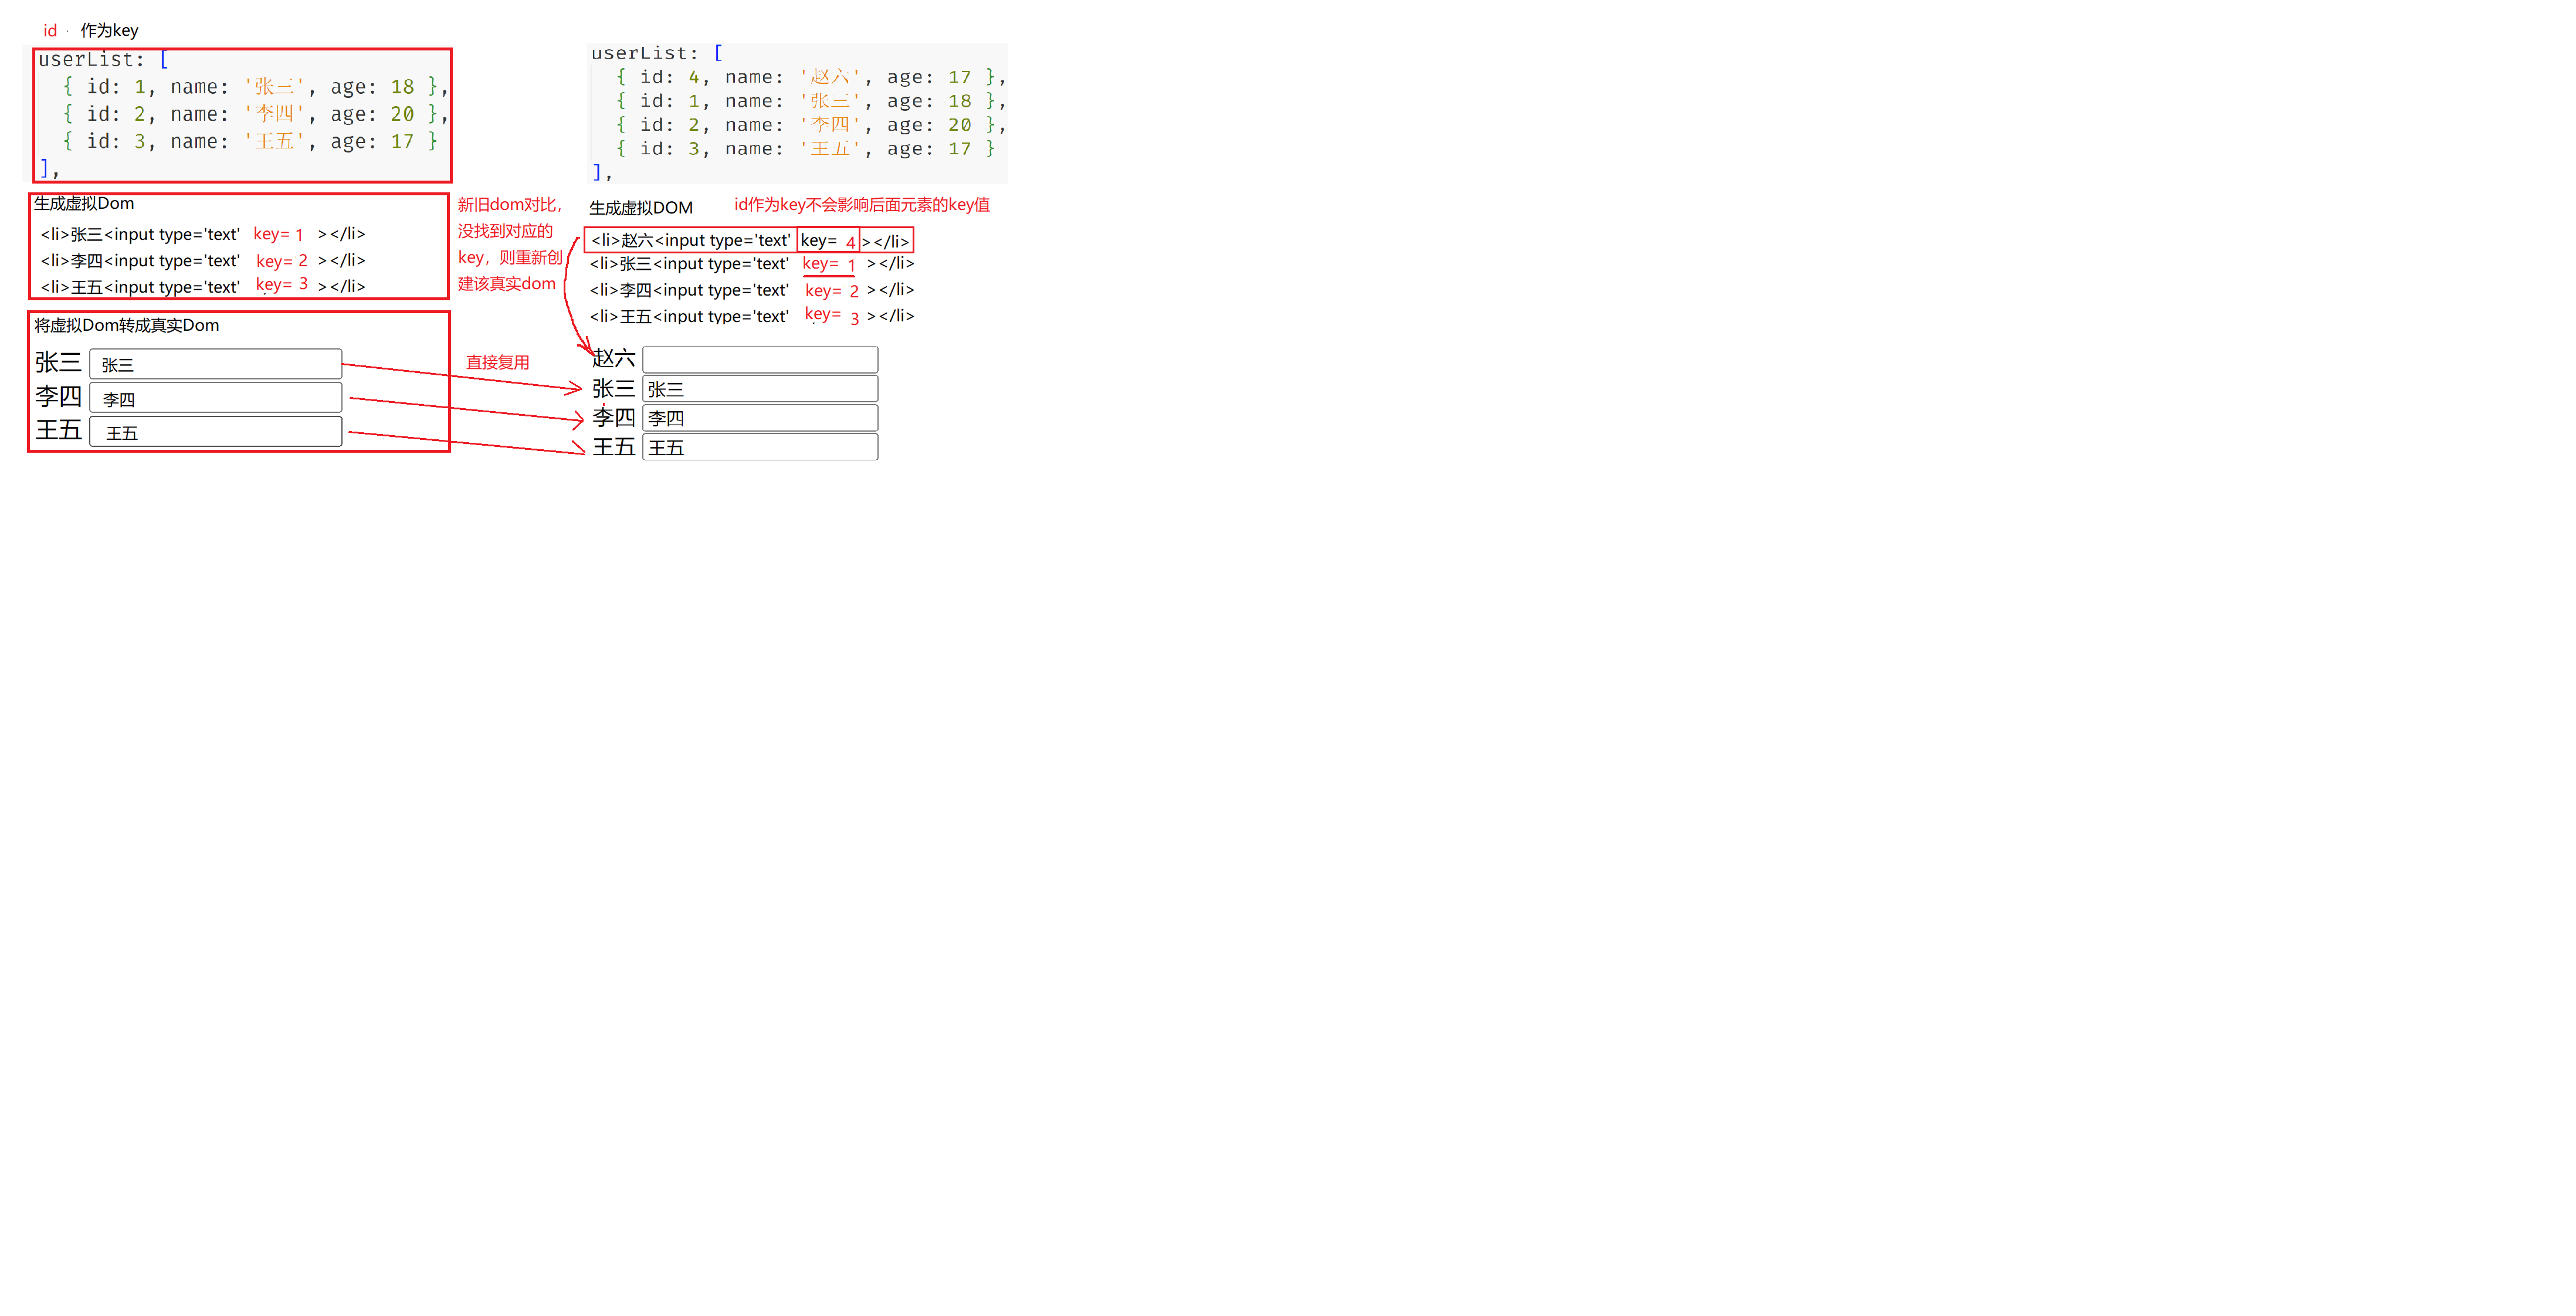 id 作为key
userList: [
{ id: 1, name: '张三', age: 18 },
{ id: 2, name: '李四', age: 20 },
{ id: 3, name: '王五', age: 17 }
],
生成虚拟Dom
<li>张三<input type='text' key= 1 ></li>
<li>李四<input type='text' key= 2 ></li>
<li>王五<input type='text' key= 3 ></li>
将虚拟Dom转成真实Dom
张三 张三
李四 李四
王五 王五
新旧dom对比，
没找到对应的
key，则重新创
建该真实dom
直接复用
userList: [
{ id: 4, name: '赵六', age: 17 },
{ id: 1, name: '张三', age: 18 },
{ id: 2, name: '李四', age: 20 },
{ id: 3, name: '王五', age: 17 }
],
生成虚拟DOM id作为key不会影响后面元素的key值
<li>赵六<input type='text' key= 4 ></li>
<li>张三<input type='text' key= 1 ></li>
<li>李四<input type='text' key= 2 ></li>
<li>王五<input type='text' key= 3 ></li>
赵六
张三 张三
李四 李四
王五 王五